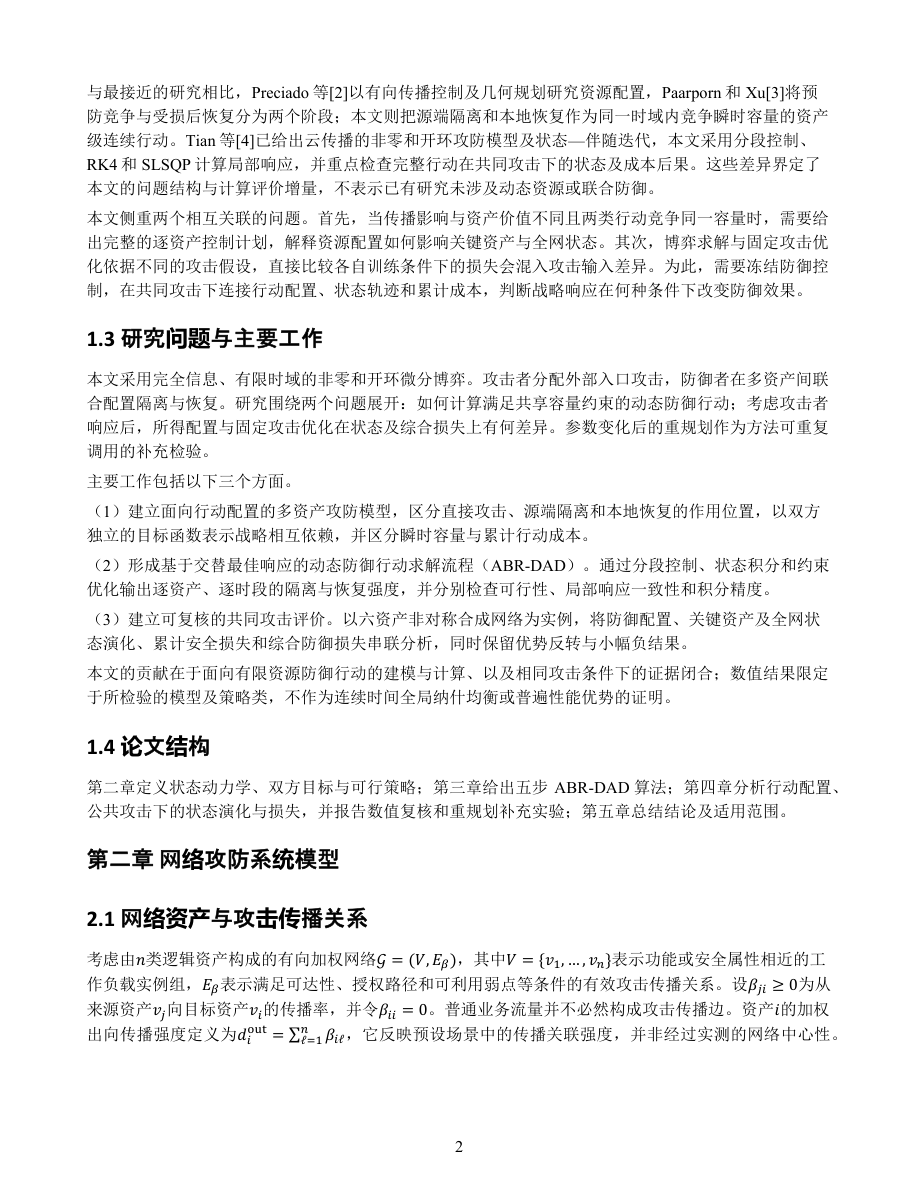 与最接近的研究相比，Preciado 等[2]以有向传播控制及几何规划研究资源配置，Paarporn 和 Xu[3]将预
防竞争与受损后恢复分为两个阶段；本文则把源端隔离和本地恢复作为同一时域内竞争瞬时容量的资产
级连续行动。Tian 等[4]已给出云传播的非零和开环攻防模型及状态—伴随迭代，本文采用分段控制、
RK4 和 SLSQP 计算局部响应，并重点检查完整行动在共同攻击下的状态及成本后果。这些差异界定了
本文的问题结构与计算评价增量，不表示已有研究未涉及动态资源或联合防御。
本文侧重两个相互关联的问题。首先，当传播影响与资产价值不同且两类行动竞争同一容量时，需要给
出完整的逐资产控制计划，解释资源配置如何影响关键资产与全网状态。其次，博弈求解与固定攻击优
化依据不同的攻击假设，直接比较各自训练条件下的损失会混入攻击输入差异。为此，需要冻结防御控
制，在共同攻击下连接行动配置、状态轨迹和累计成本，判断战略响应在何种条件下改变防御效果。
1.3 研究问题与主要工作
本文采用完全信息、有限时域的非零和开环微分博弈。攻击者分配外部入口攻击，防御者在多资产间联
合配置隔离与恢复。研究围绕两个问题展开：如何计算满足共享容量约束的动态防御行动；考虑攻击者
响应后，所得配置与固定攻击优化在状态及综合损失上有何差异。参数变化后的重规划作为方法可重复
调用的补充检验。
主要工作包括以下三个方面。
（1）建立面向行动配置的多资产攻防模型，区分直接攻击、源端隔离和本地恢复的作用位置，以双方
独立的目标函数表示战略相互依赖，并区分瞬时容量与累计行动成本。
（2）形成基于交替最佳响应的动态防御行动求解流程（ABR-DAD）。通过分段控制、状态积分和约束
优化输出逐资产、逐时段的隔离与恢复强度，并分别检查可行性、局部响应一致性和积分精度。
（3）建立可复核的共同攻击评价。以六资产非对称合成网络为实例，将防御配置、关键资产及全网状
态演化、累计安全损失和综合防御损失串联分析，同时保留优势反转与小幅负结果。
本文的贡献在于面向有限资源防御行动的建模与计算、以及相同攻击条件下的证据闭合；数值结果限定
于所检验的模型及策略类，不作为连续时间全局纳什均衡或普遍性能优势的证明。
1.4 论文结构
第二章定义状态动力学、双方目标与可行策略；第三章给出五步 ABR-DAD 算法；第四章分析行动配置、
公共攻击下的状态演化与损失，并报告数值复核和重规划补充实验；第五章总结结论及适用范围。
第二章 网络攻防系统模型
2.1 网络资产与攻击传播关系
考虑由𝑛类逻辑资产构成的有向加权网络𝒢 = (𝑉, 𝐸_𝛽)，其中𝑉 = {𝑣₁, … , 𝑣ₙ}表示功能或安全属性相近的工
作负载实例组，𝐸_𝛽表示满足可达性、授权路径和可利用弱点等条件的有效攻击传播关系。设𝛽_{𝑗𝑖} ≥ 0为从
来源资产𝑣_𝑗向目标资产𝑣_𝑖的传播率，并令𝛽_{𝑖𝑖} = 0。普通业务流量并不必然构成攻击传播边。资产𝑖的加权
出向传播强度定义为𝑑_𝑖^{out} = ∑_{ℓ=1}^{𝑛} 𝛽_{𝑖ℓ}，它反映预设场景中的传播关联强度，并非经过实测的网络中心性。
2